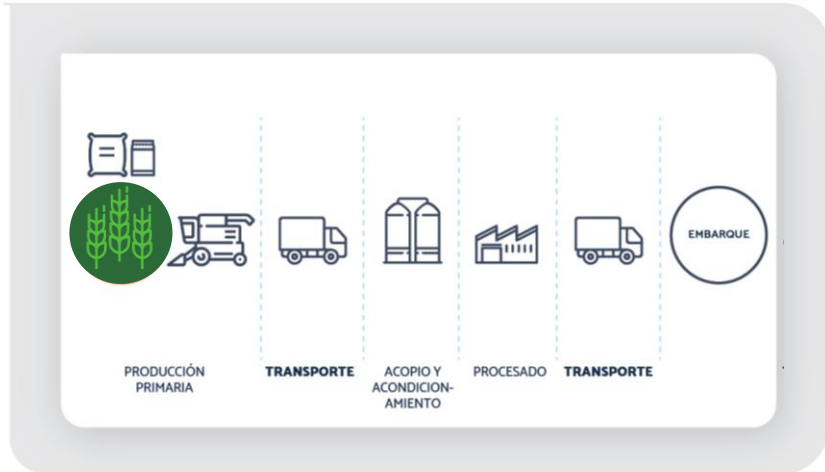 EMBARQUE
PRODUCCIÓN
PRIMARIA
TRANSPORTE
ACOPIO Y
ACONDICION-
AMIENTO
PROCESADO
TRANSPORTE